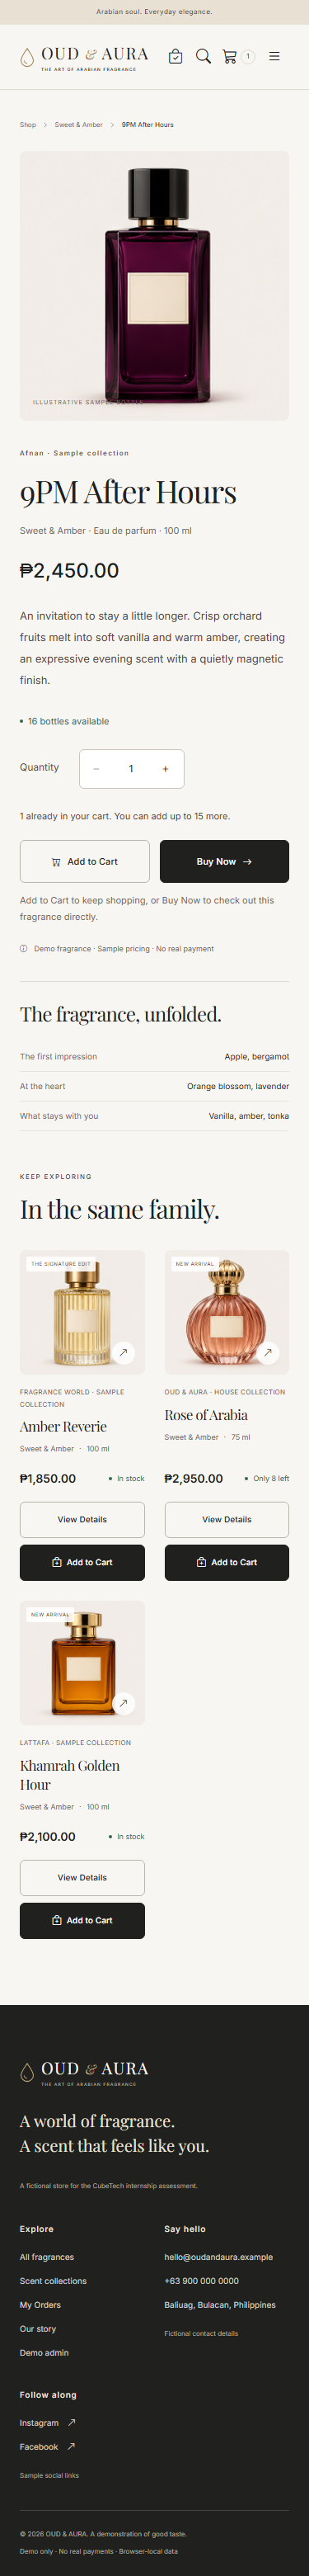 Arabian soul. Everyday elegance.
OUD & AURA
THE ART OF ARABIAN FRAGRANCE
1
Shop > Sweet & Amber > 9PM After Hours
ILLUSTRATIVE SAMPLE BOTTLE
Afnan · Sample collection
9PM After Hours
Sweet & Amber · Eau de parfum · 100 ml
₱2,450.00
An invitation to stay a little longer. Crisp orchard
fruits melt into soft vanilla and warm amber, creating
an expressive evening scent with a quietly magnetic
finish.
16 bottles available
Quantity − 1 +
1 already in your cart. You can add up to 15 more.
Add to Cart
Buy Now →
Add to Cart to keep shopping, or Buy Now to check out this
fragrance directly.
Demo fragrance · Sample pricing · No real payment
The fragrance, unfolded.
The first impression Apple, bergamot
At the heart Orange blossom, lavender
What stays with you Vanilla, amber, tonka
KEEP EXPLORING
In the same family.
THE SIGNATURE EDIT
FRAGRANCE WORLD · SAMPLE
COLLECTION
Amber Reverie
Sweet & Amber · 100 ml
₱1,850.00 In stock
View Details
Add to Cart
NEW ARRIVAL
OUD & AURA · HOUSE COLLECTION
Rose of Arabia
Sweet & Amber · 75 ml
₱2,950.00 Only 8 left
View Details
Add to Cart
NEW ARRIVAL
LATTAFA · SAMPLE COLLECTION
Khamrah Golden
Hour
Sweet & Amber · 100 ml
₱2,100.00 In stock
View Details
Add to Cart
OUD & AURA
THE ART OF ARABIAN FRAGRANCE
A world of fragrance.
A scent that feels like you.
A fictional store for the CubeTech internship assessment.
Explore
All fragrances
Scent collections
My Orders
Our story
Demo admin
Say hello
hello@oudandaura.example
+63 900 000 0000
Baliuag, Bulacan, Philippines
Fictional contact details
Follow along
Instagram ↗
Facebook ↗
Sample social links
© 2026 OUD & AURA. A demonstration of good taste.
Demo only · No real payments · Browser-local data